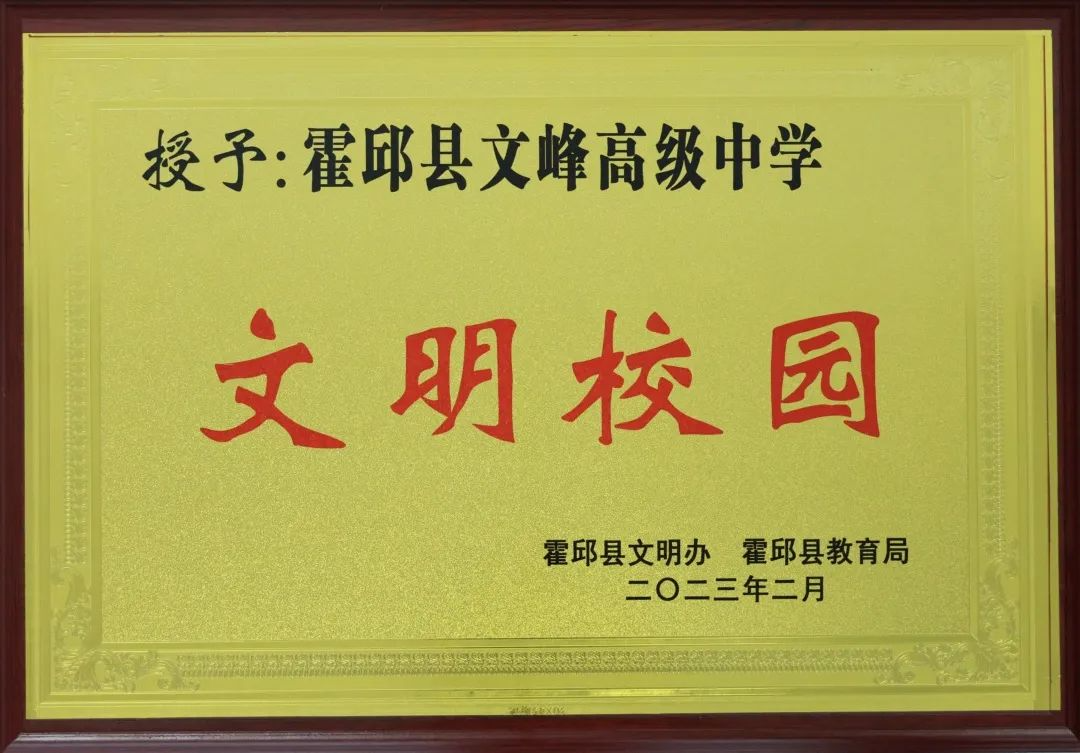 授予:霍邱县文峰高级中学
文明校园
霍邱县文明办 霍邱县教育局
二〇二三年二月